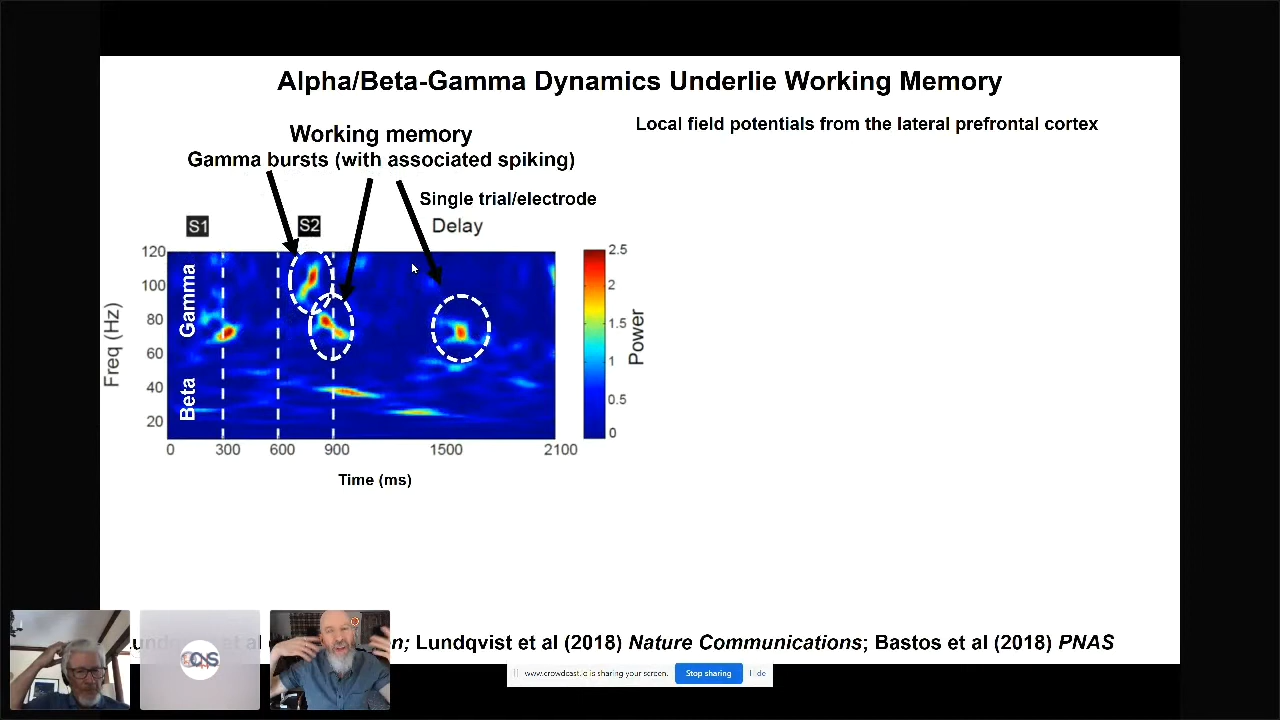 Alpha/Beta-Gamma Dynamics Underlie Working Memory
Local field potentials from the lateral prefrontal cortex
Working memory
Gamma bursts (with associated spiking)
Single trial/electrode
S1 S2 Delay
120
100
80
60
40
20
Freq (Hz)
Gamma
Beta
0 300 600 900 1500 2100
Time (ms)
2.5
2
1.5
1
0.5
0
Power
n; Lundqvist et al (2018) Nature Communications; Bastos et al (2018) PNAS
www.crowdcast.io is sharing your screen. Stop sharing Hide